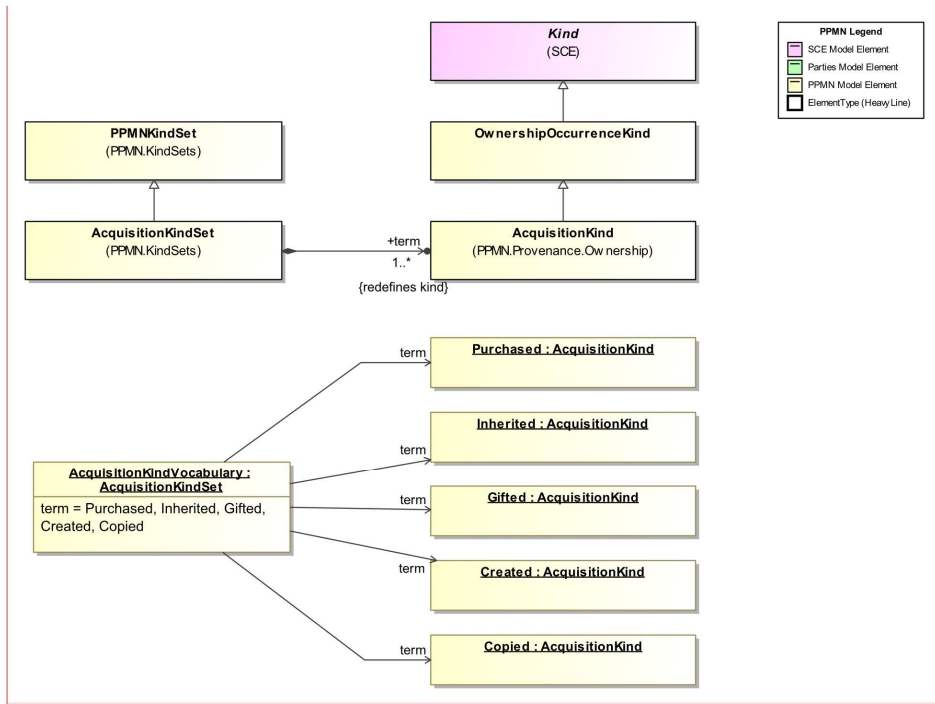 Kind
(SCE)
PPMN Legend
SCE Model Element
Parties Model Element
PPMN Model Element
ElementType (Heavy Line)
PPMNKindSet
(PPMN.KindSets)
OwnershipOccurrenceKind
AcquisitionKindSet
(PPMN.KindSets)
+term
1..*
{redefines kind}
AcquisitionKind
(PPMN.Provenance.Ownership)
term
Purchased : AcquisitionKind
term
Inherited : AcquisitionKind
AcquisitionKindVocabulary :
AcquisitionKindSet
term = Purchased, Inherited, Gifted,
Created, Copied
term
Gifted : AcquisitionKind
term
Created : AcquisitionKind
term
Copied : AcquisitionKind